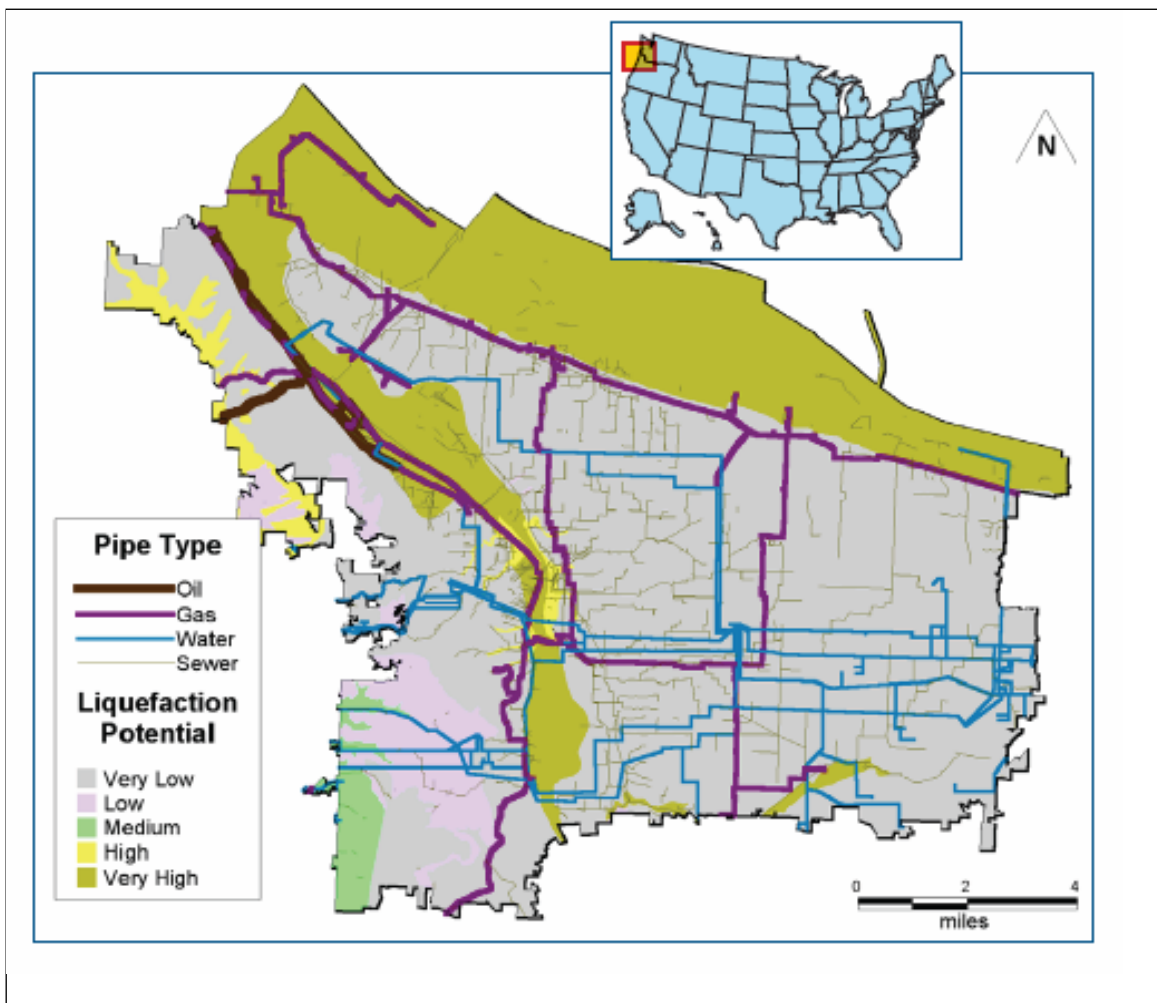 N
Pipe Type
Oil
Gas
Water
Sewer
Liquefaction
Potential
Very Low
Low
Medium
High
Very High
0 2 4
miles